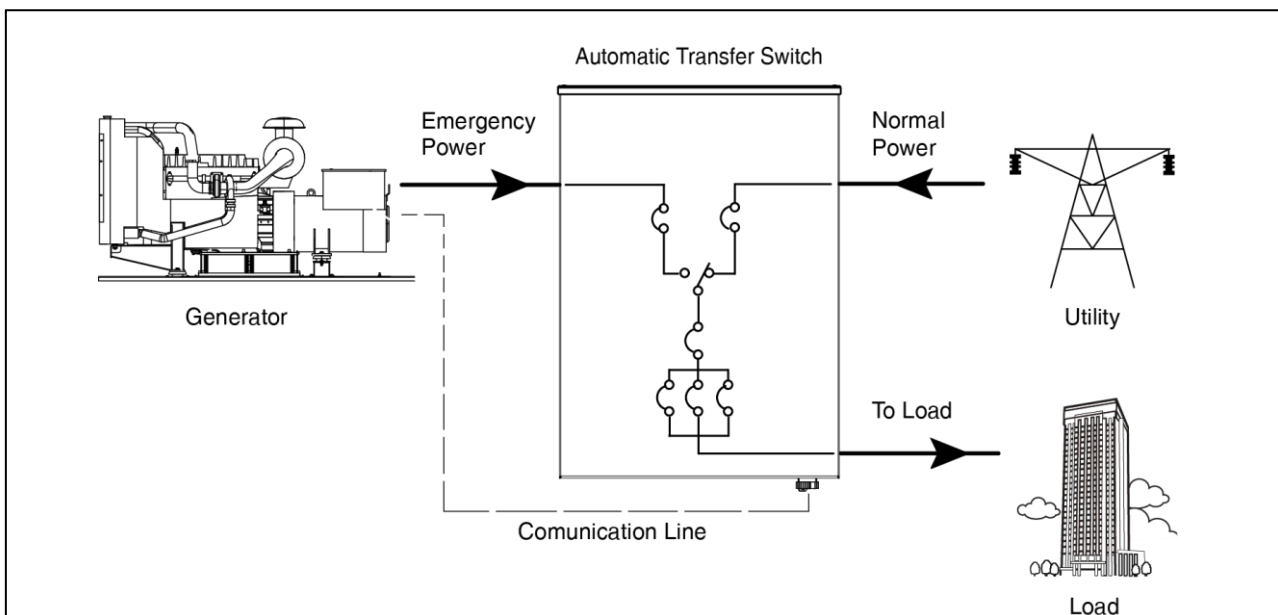 Automatic Transfer Switch
Emergency
Power
Normal
Power
Generator
Utility
To Load
Comunication Line
Load